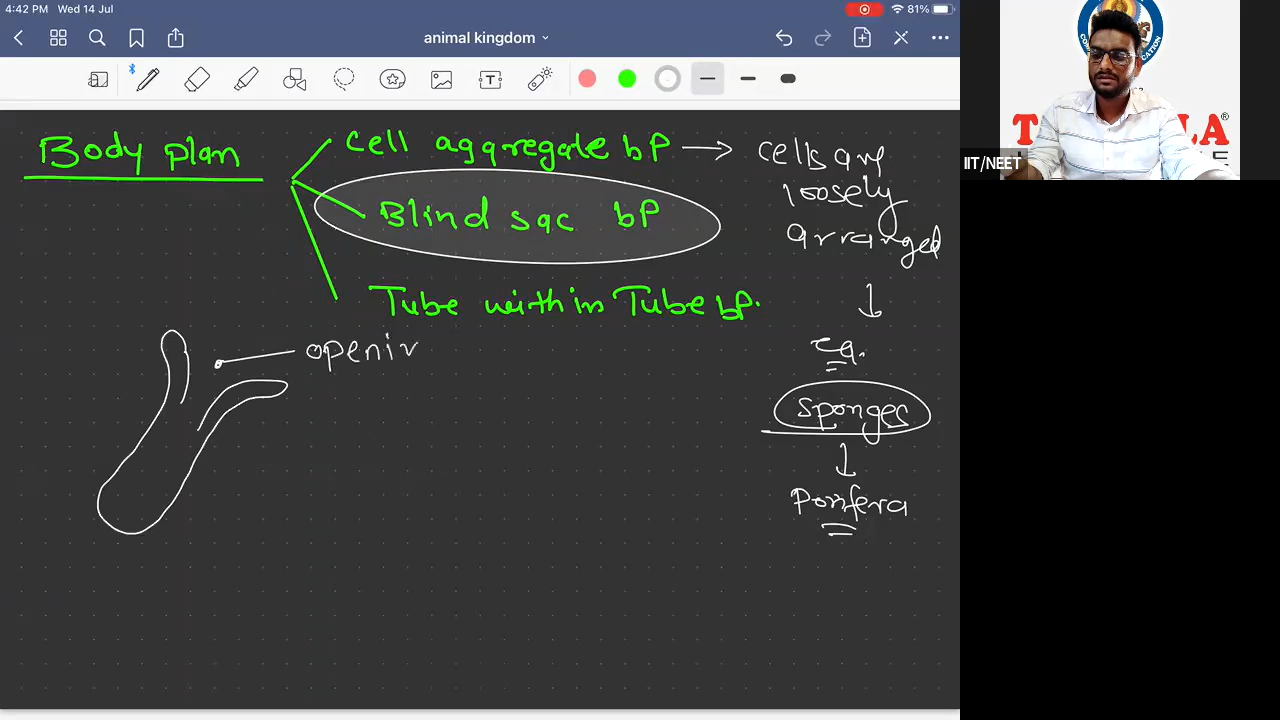 4:42 PM Wed 14 Jul
81%
animal kingdom
Body plan
Cell aggregate bP → cells are
loosely
arranged
Blind sac bP
Tube within Tube bP.
openin
eg.
sponges
Porifera
IIT/NEET